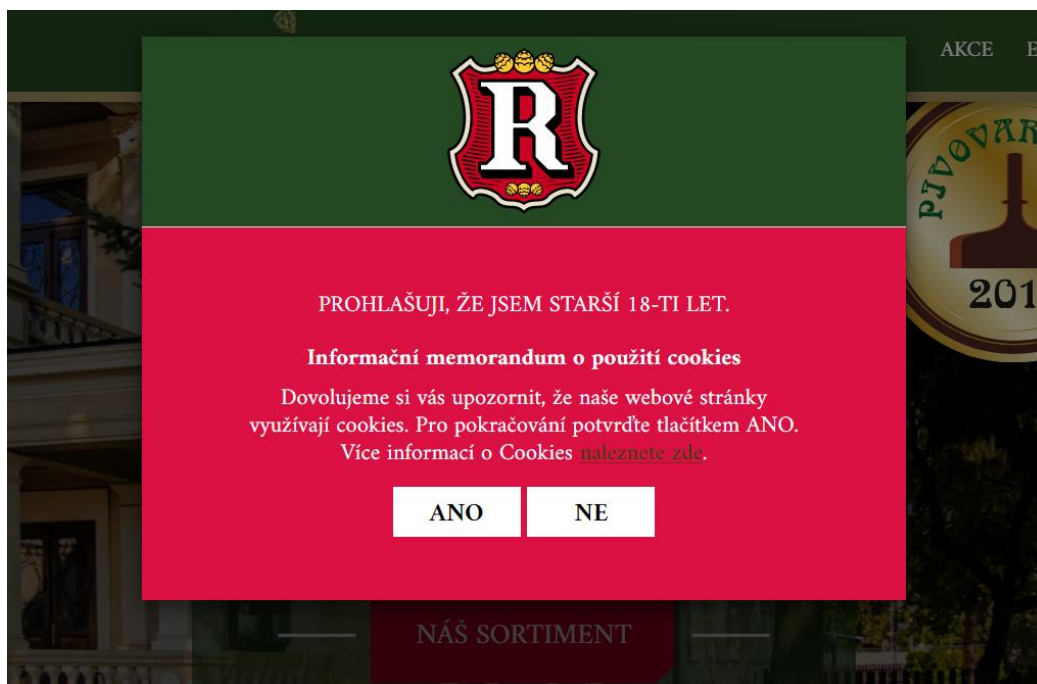 AKCE
R
PIVOVAR
201
PROHLAŠUJI, ŽE JSEM STARŠÍ 18-TI LET.
Informační memorandum o použití cookies
Dovolujeme si vás upozornit, že naše webové stránky
využívají cookies. Pro pokračování potvrďte tlačítkem ANO.
Více informací o Cookies naleznete zde.
ANO NE
NÁŠ SORTIMENT